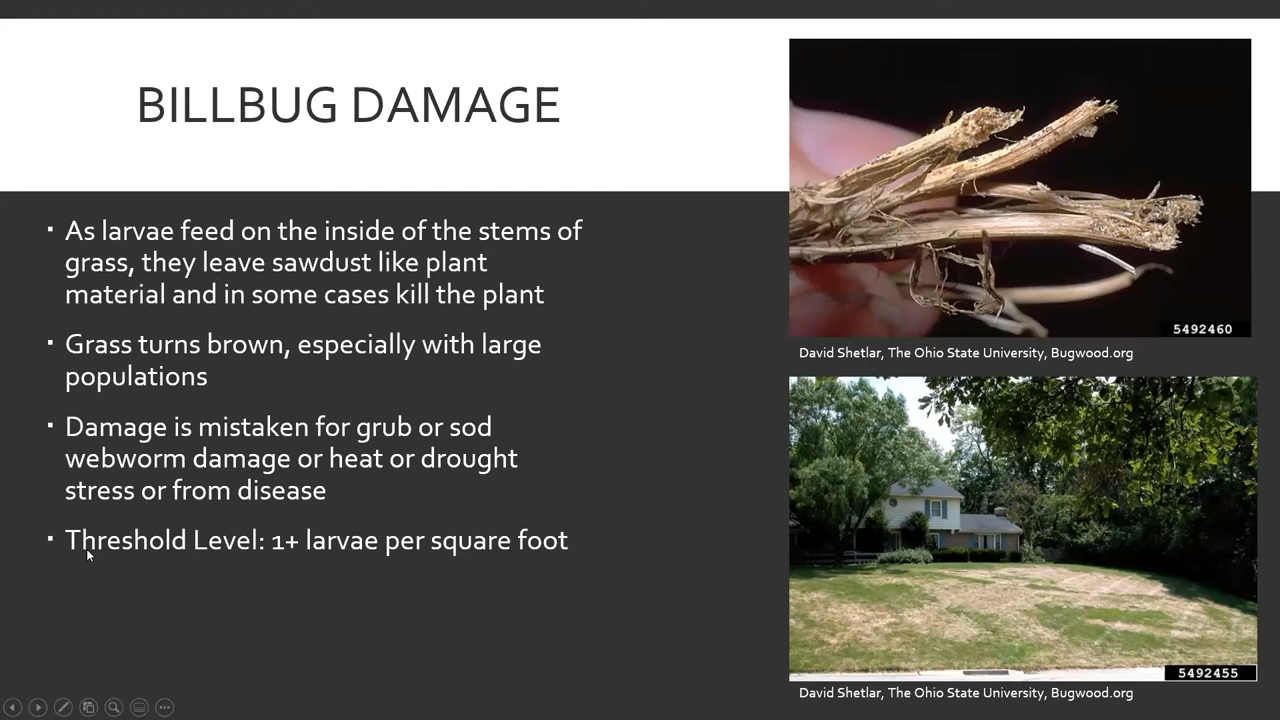 BILLBUG DAMAGE
▪ As larvae feed on the inside of the stems of
grass, they leave sawdust like plant
material and in some cases kill the plant
▪ Grass turns brown, especially with large
populations
▪ Damage is mistaken for grub or sod
webworm damage or heat or drought
stress or from disease
▪ Threshold Level: 1+ larvae per square foot
5492460
David Shetlar, The Ohio State University, Bugwood.org
5492455
David Shetlar, The Ohio State University, Bugwood.org